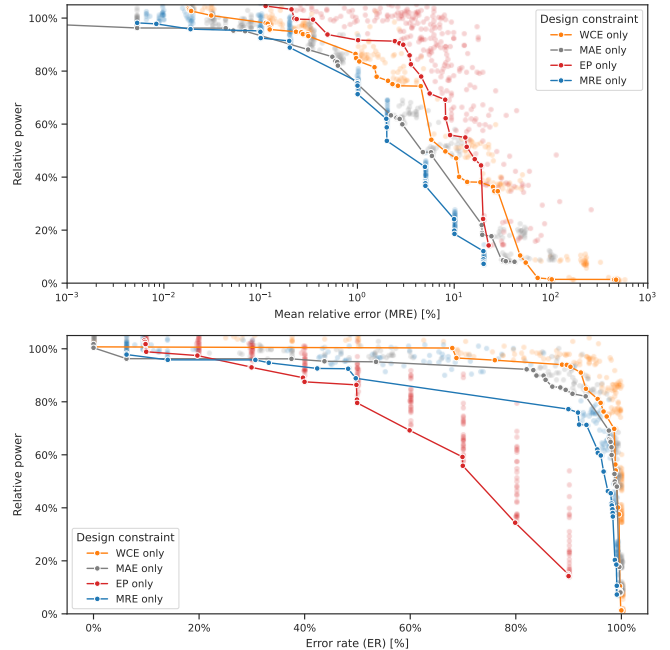 100%
80%
60%
40%
20%
0%
Relative power
Design constraint
WCE only
MAE only
EP only
MRE only
10⁻³
10⁻²
10⁻¹
10⁰
10¹
10²
10³
Mean relative error (MRE) [%]
100%
80%
60%
40%
20%
0%
Relative power
Design constraint
WCE only
MAE only
EP only
MRE only
0%
20%
40%
60%
80%
100%
Error rate (ER) [%]